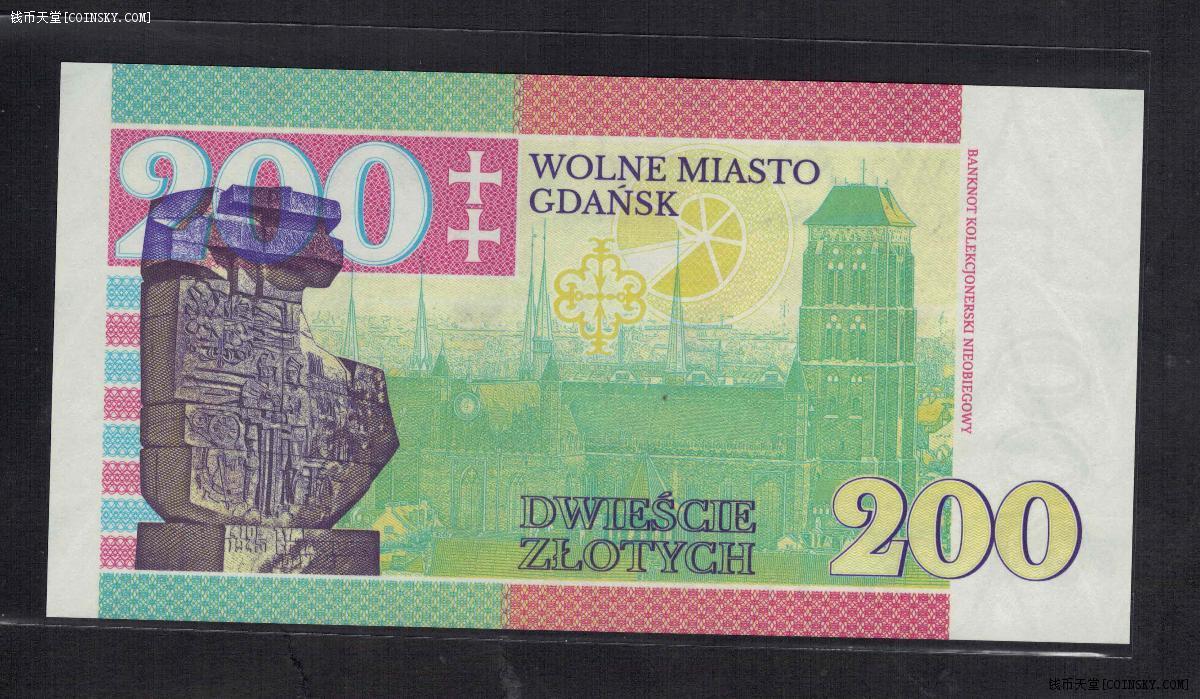 钱币天堂[COINSKY.COM]
200
WOLNE MIASTO
GDAŃSK
BANKNOT KOLEKCJONERSKI NIEOBIEGOWY
DWIEŚCIE
ZŁOTYCH
200
钱币天堂[COINSKY.COM]